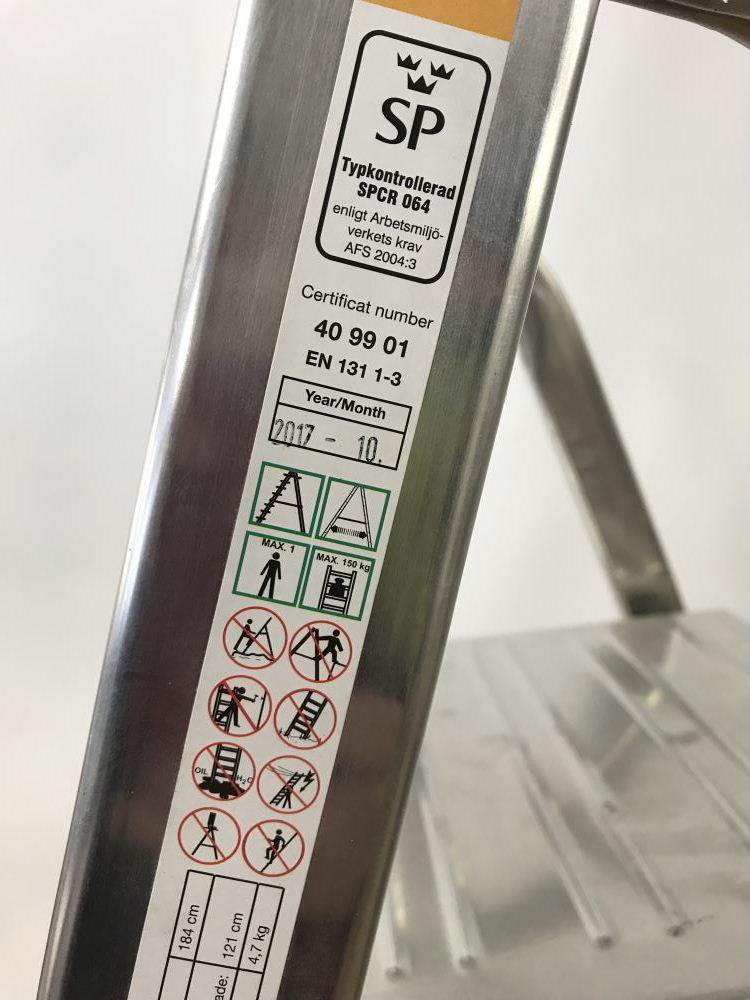 SP
Typkontrollerad
SPCR 064
enligt Arbetsmiljö-
verkets krav
AFS 2004:3
Certificat number
40 99 01
EN 131 1-3
Year/Month
2017 - 10.
MAX. 1
MAX. 150 kg
OIL
H₂O
184 cm
ade: 121 cm
4,7 kg